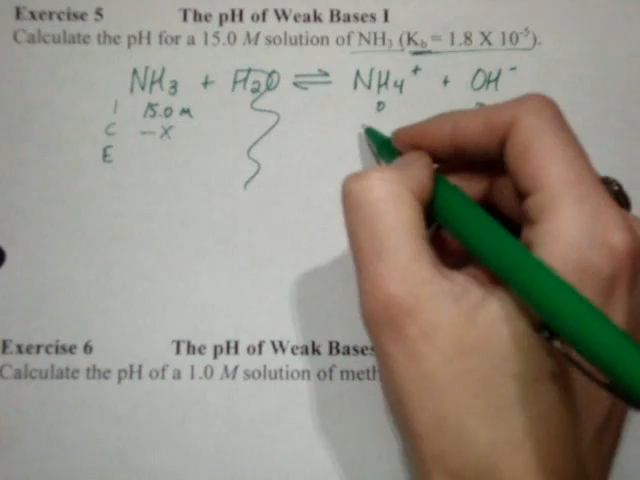 Exercise 5 The pH of Weak Bases I
Calculate the pH for a 15.0 M solution of NH₃ (K_b = 1.8 X 10⁻⁵).
NH₃ + H₂O ⇌ NH₄⁺ + OH⁻
I 15.0 M 0
C -X
E
Exercise 6 The pH of Weak Bases
Calculate the pH of a 1.0 M solution of